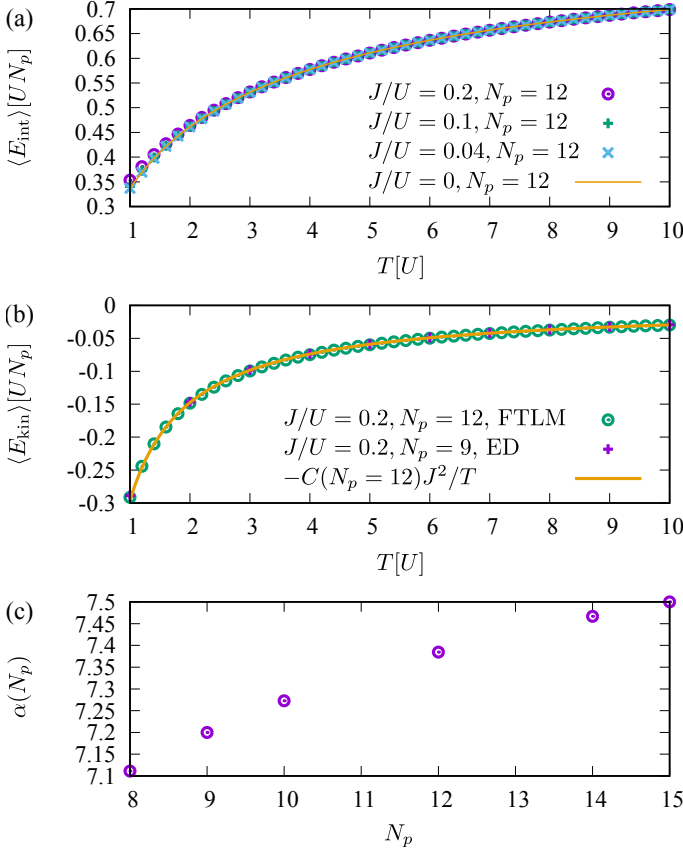 (a)
⟨E_int⟩[UN_p]
0.7
0.65
0.6
0.55
0.5
0.45
0.4
0.35
0.3
J/U = 0.2, N_p = 12
J/U = 0.1, N_p = 12
J/U = 0.04, N_p = 12
J/U = 0, N_p = 12
1 2 3 4 5 6 7 8 9 10
T[U]
(b)
⟨E_kin⟩[UN_p]
0
-0.05
-0.1
-0.15
-0.2
-0.25
-0.3
J/U = 0.2, N_p = 12, FTLM
J/U = 0.2, N_p = 9, ED
−C(N_p = 12)J²/T
1 2 3 4 5 6 7 8 9 10
T[U]
(c)
α(N_p)
7.5
7.45
7.4
7.35
7.3
7.25
7.2
7.15
7.1
8 9 10 11 12 13 14 15
N_p